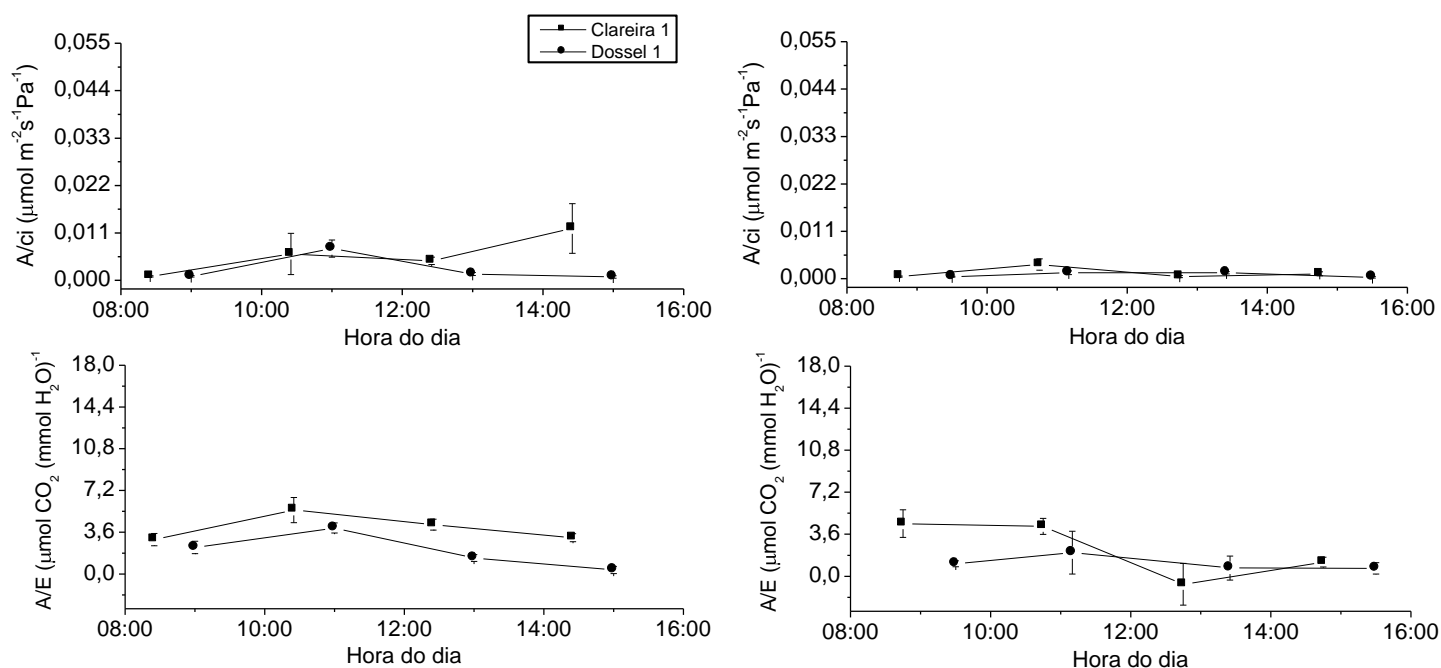 Clareira 1
Dossel 1
A/ci (μmol m⁻²s⁻¹Pa⁻¹)
0,055
0,044
0,033
0,022
0,011
0,000
08:00 10:00 12:00 14:00 16:00
Hora do dia
A/ci (μmol m⁻²s⁻¹Pa⁻¹)
0,055
0,044
0,033
0,022
0,011
0,000
08:00 10:00 12:00 14:00 16:00
Hora do dia
A/E (μmol CO₂ (mmol H₂O)⁻¹
18,0
14,4
10,8
7,2
3,6
0,0
08:00 10:00 12:00 14:00 16:00
Hora do dia
A/E (μmol CO₂ (mmol H₂O)⁻¹
18,0
14,4
10,8
7,2
3,6
0,0
08:00 10:00 12:00 14:00 16:00
Hora do dia